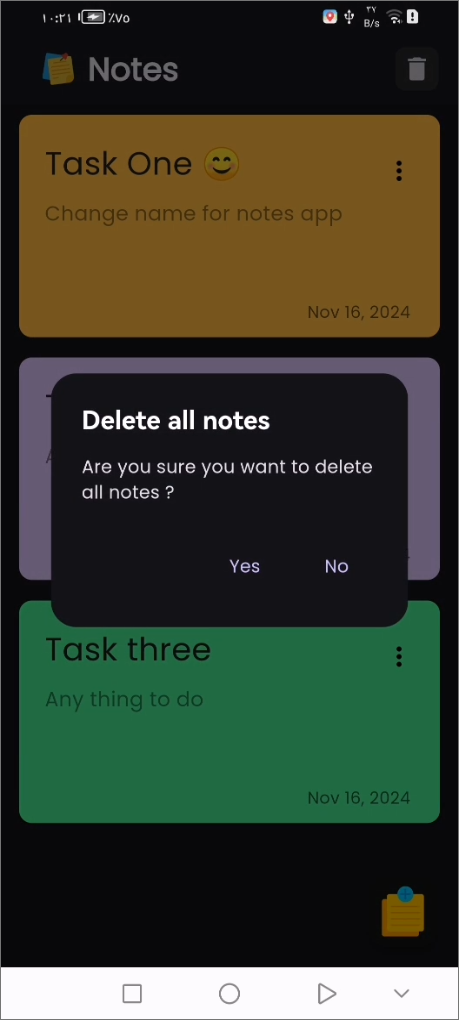 ١٠:٢١
٪٧٥
٣٧
B/s
Notes
Task One 😊
Change name for notes app
Nov 16, 2024
Delete all notes
Are you sure you want to delete
all notes ?
Yes
No
Task three
Any thing to do
Nov 16, 2024